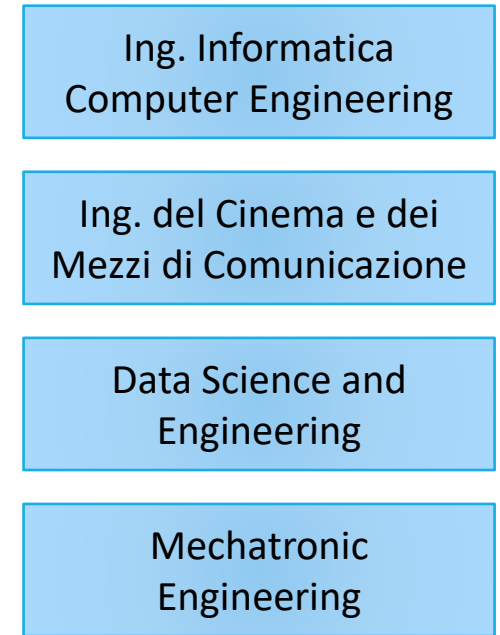 Ing. Informatica
Computer Engineering
Ing. del Cinema e dei
Mezzi di Comunicazione
Data Science and
Engineering
Mechatronic
Engineering